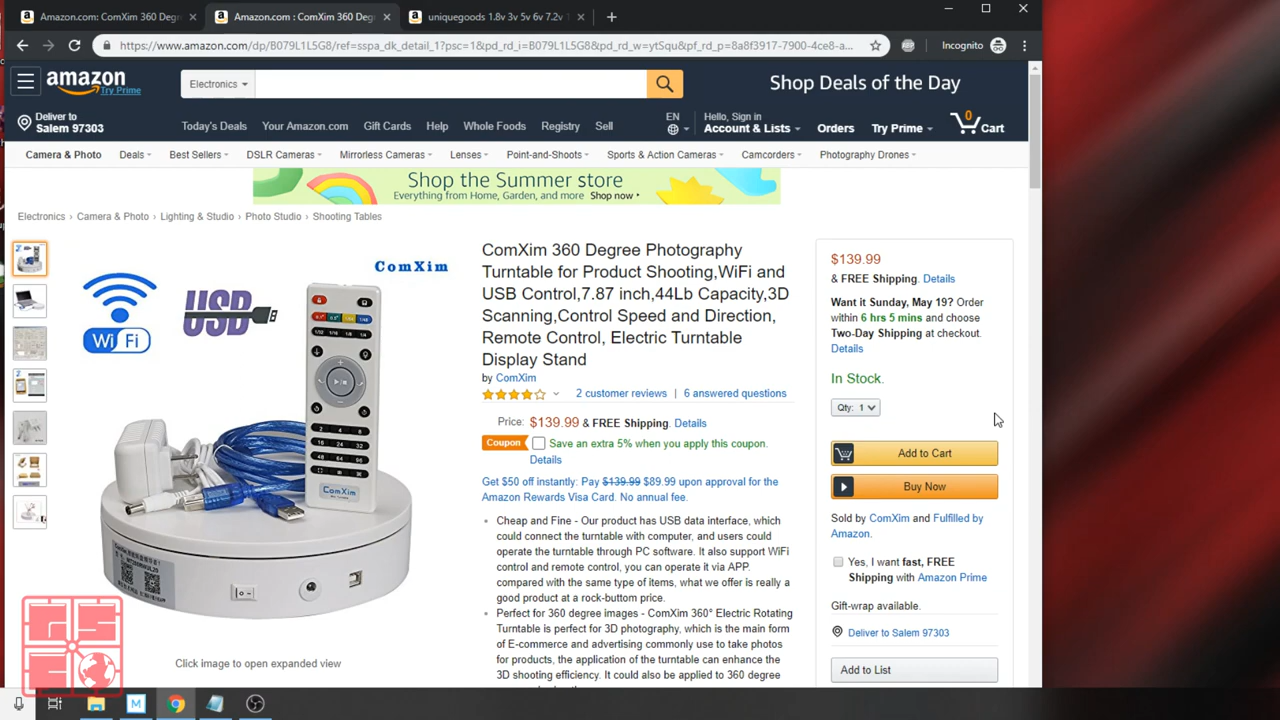 Amazon.com: ComXim 360 Degre
Amazon.com : ComXim 360 Degr
uniquegoods 1.8v 3v 5v 6v 7.2v
https://www.amazon.com/dp/B079L1L5G8/ref=sspa_dk_detail_1?psc=1&pd_rd_i=B079L1L5G8&pd_rd_w=ytSqu&pf_rd_p=8a8f3917-7900-4ce8-a...
Incognito
amazon
Try Prime
Electronics
Shop Deals of the Day
Deliver to
Salem 97303
Today's Deals Your Amazon.com Gift Cards Help Whole Foods Registry Sell
EN
Hello, Sign in
Account & Lists
Orders
Try Prime
0
Cart
Camera & Photo Deals Best Sellers DSLR Cameras Mirrorless Cameras Lenses Point-and-Shoots Sports & Action Cameras Camcorders Photography Drones
Shop the Summer store
Everything from Home, Garden, and more Shop now
Electronics › Camera & Photo › Lighting & Studio › Photo Studio › Shooting Tables
ComXim
WiFi
USB
ComXim
Click image to open expanded view
ComXim 360 Degree Photography
Turntable for Product Shooting,WiFi and
USB Control,7.87 inch,44Lb Capacity,3D
Scanning,Control Speed and Direction,
Remote Control, Electric Turntable
Display Stand
by ComXim
2 customer reviews | 6 answered questions
Price: $139.99 & FREE Shipping. Details
Coupon Save an extra 5% when you apply this coupon.
Details
Get $50 off instantly: Pay $139.99 $89.99 upon approval for the
Amazon Rewards Visa Card. No annual fee.
Cheap and Fine - Our product has USB data interface, which
could connect the turntable with computer, and users could
operate the turntable through PC software. It also support WiFi
control and remote control, you can operate it via APP.
compared with the same type of items, what we offer is really a
good product at a rock-buttom price.
Perfect for 360 degree images - ComXim 360° Electric Rotating
Turntable is perfect for 3D photography, which is the main form
of E-commerce and advertising commonly use to take photos
for products, the application of the turntable can enhance the
3D shooting efficiency. It could also be applied to 360 degree
$139.99
& FREE Shipping. Details
Want it Sunday, May 19? Order
within 6 hrs 5 mins and choose
Two-Day Shipping at checkout.
Details
In Stock.
Qty: 1
Add to Cart
Buy Now
Sold by ComXim and Fulfilled by
Amazon.
Yes, I want fast, FREE
Shipping with Amazon Prime
Gift-wrap available.
Deliver to Salem 97303
Add to List